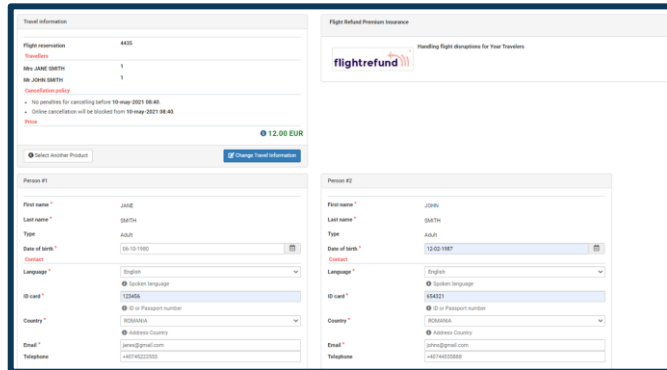 Travel information
Flight reservation 4435
Travellers
Mrs JANE SMITH 1
Mr JOHN SMITH 1
Cancellation policy
No penalties for cancelling before 10-may-2021 08:40.
Online cancellation will be blocked from 10-may-2021 08:40.
Price
12.00 EUR
Select Another Product
Change Travel Information
Flight Refund Premium Insurance
flightrefund
Handling flight disruptions for Your Travelers
Person #1
First name * JANE
Last name * SMITH
Type Adult
Date of birth * 06-10-1980
Contact
Language * English
Spoken language
ID card * 123456
ID or Passport number
Country * ROMANIA
Address Country
Email * janes@gmail.com
Telephone +40745222555
Person #2
First name * JOHN
Last name * SMITH
Type Adult
Date of birth * 12-02-1987
Contact
Language * English
Spoken language
ID card * 654321
ID or Passport number
Country * ROMANIA
Address Country
Email * johns@gmail.com
Telephone +40744555888